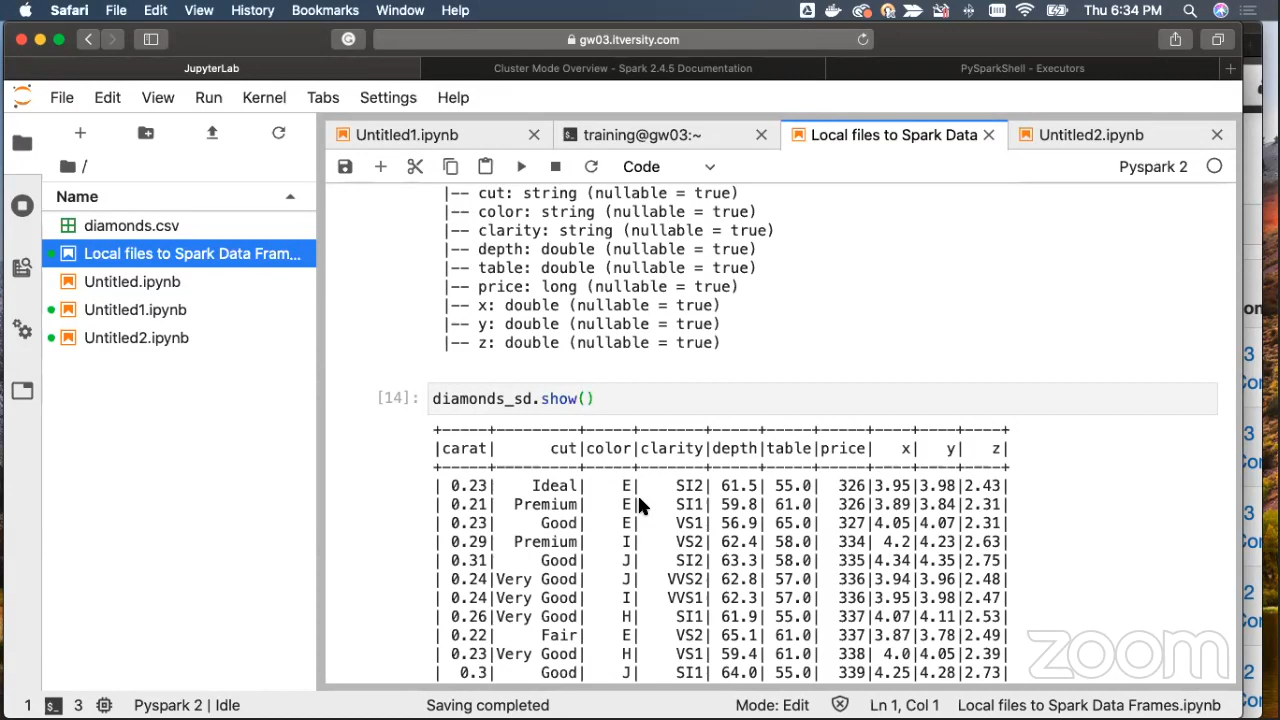 Safari File Edit View History Bookmarks Window Help Thu 6:34 PM
gw03.itversity.com
JupyterLab Cluster Mode Overview - Spark 2.4.5 Documentation PySparkShell - Executors
File Edit View Run Kernel Tabs Settings Help
Untitled1.ipynb training@gw03:~ Local files to Spark Data Untitled2.ipynb
/ Code Pyspark 2
Name
diamonds.csv
Local files to Spark Data Fram...
Untitled.ipynb
Untitled1.ipynb
Untitled2.ipynb
|-- cut: string (nullable = true)
|-- color: string (nullable = true)
|-- clarity: string (nullable = true)
|-- depth: double (nullable = true)
|-- table: double (nullable = true)
|-- price: long (nullable = true)
|-- x: double (nullable = true)
|-- y: double (nullable = true)
|-- z: double (nullable = true)
[14]: diamonds_sd.show()
+-----+---------+-----+-------+-----+-----+-----+----+----+----+
|carat| cut|color|clarity|depth|table|price| x| y| z|
+-----+---------+-----+-------+-----+-----+-----+----+----+----+
| 0.23| Ideal| E| SI2| 61.5| 55.0| 326|3.95|3.98|2.43|
| 0.21| Premium| E| SI1| 59.8| 61.0| 326|3.89|3.84|2.31|
| 0.23| Good| E| VS1| 56.9| 65.0| 327|4.05|4.07|2.31|
| 0.29| Premium| I| VS2| 62.4| 58.0| 334| 4.2|4.23|2.63|
| 0.31| Good| J| SI2| 63.3| 58.0| 335|4.34|4.35|2.75|
| 0.24|Very Good| J| VVS2| 62.8| 57.0| 336|3.94|3.96|2.48|
| 0.24|Very Good| I| VVS1| 62.3| 57.0| 336|3.95|3.98|2.47|
| 0.26|Very Good| H| SI1| 61.9| 55.0| 337|4.07|4.11|2.53|
| 0.22| Fair| E| VS2| 65.1| 61.0| 337|3.87|3.78|2.49|
| 0.23|Very Good| H| VS1| 59.4| 61.0| 338| 4.0|4.05|2.39|
| 0.3| Good| J| SI1| 64.0| 55.0| 339|4.25|4.28|2.73|
zoom
1 3 Pyspark 2 | Idle Saving completed Mode: Edit Ln 1, Col 1 Local files to Spark Data Frames.ipynb